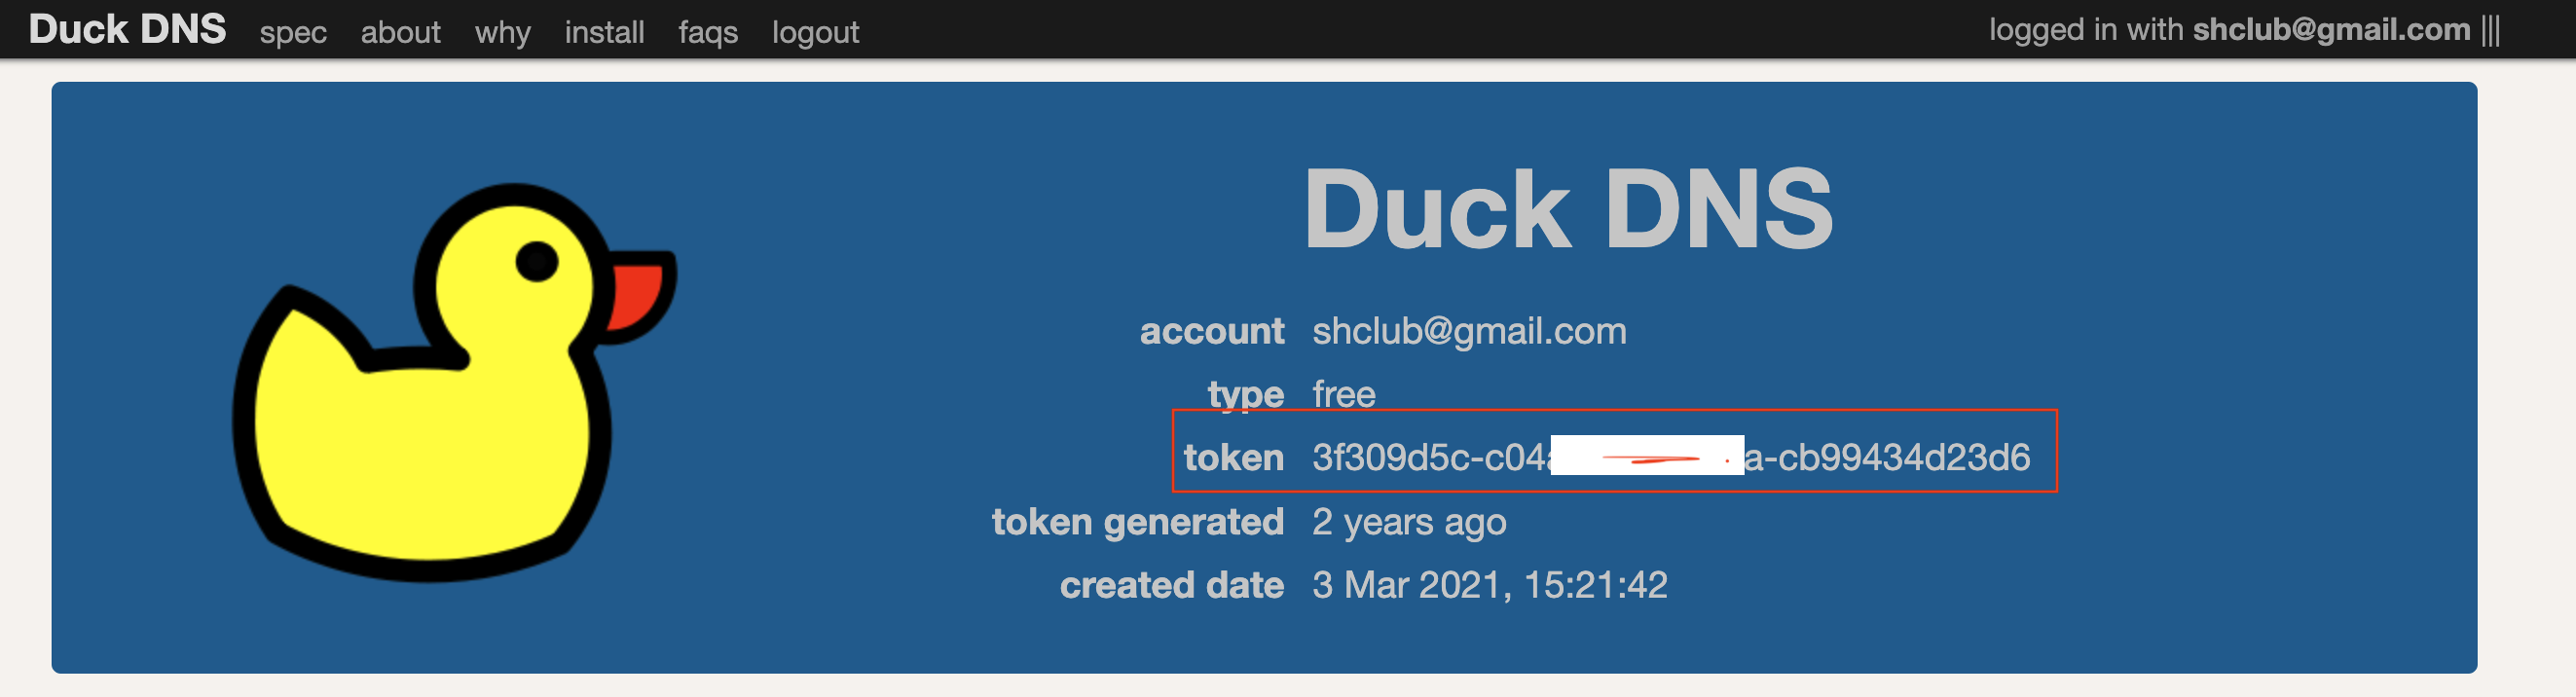 Duck DNS spec about why install faqs logout logged in with shclub@gmail.com |||
Duck DNS
account shclub@gmail.com
type free
token 3f309d5c-c04a a-cb99434d23d6
token generated 2 years ago
created date 3 Mar 2021, 15:21:42